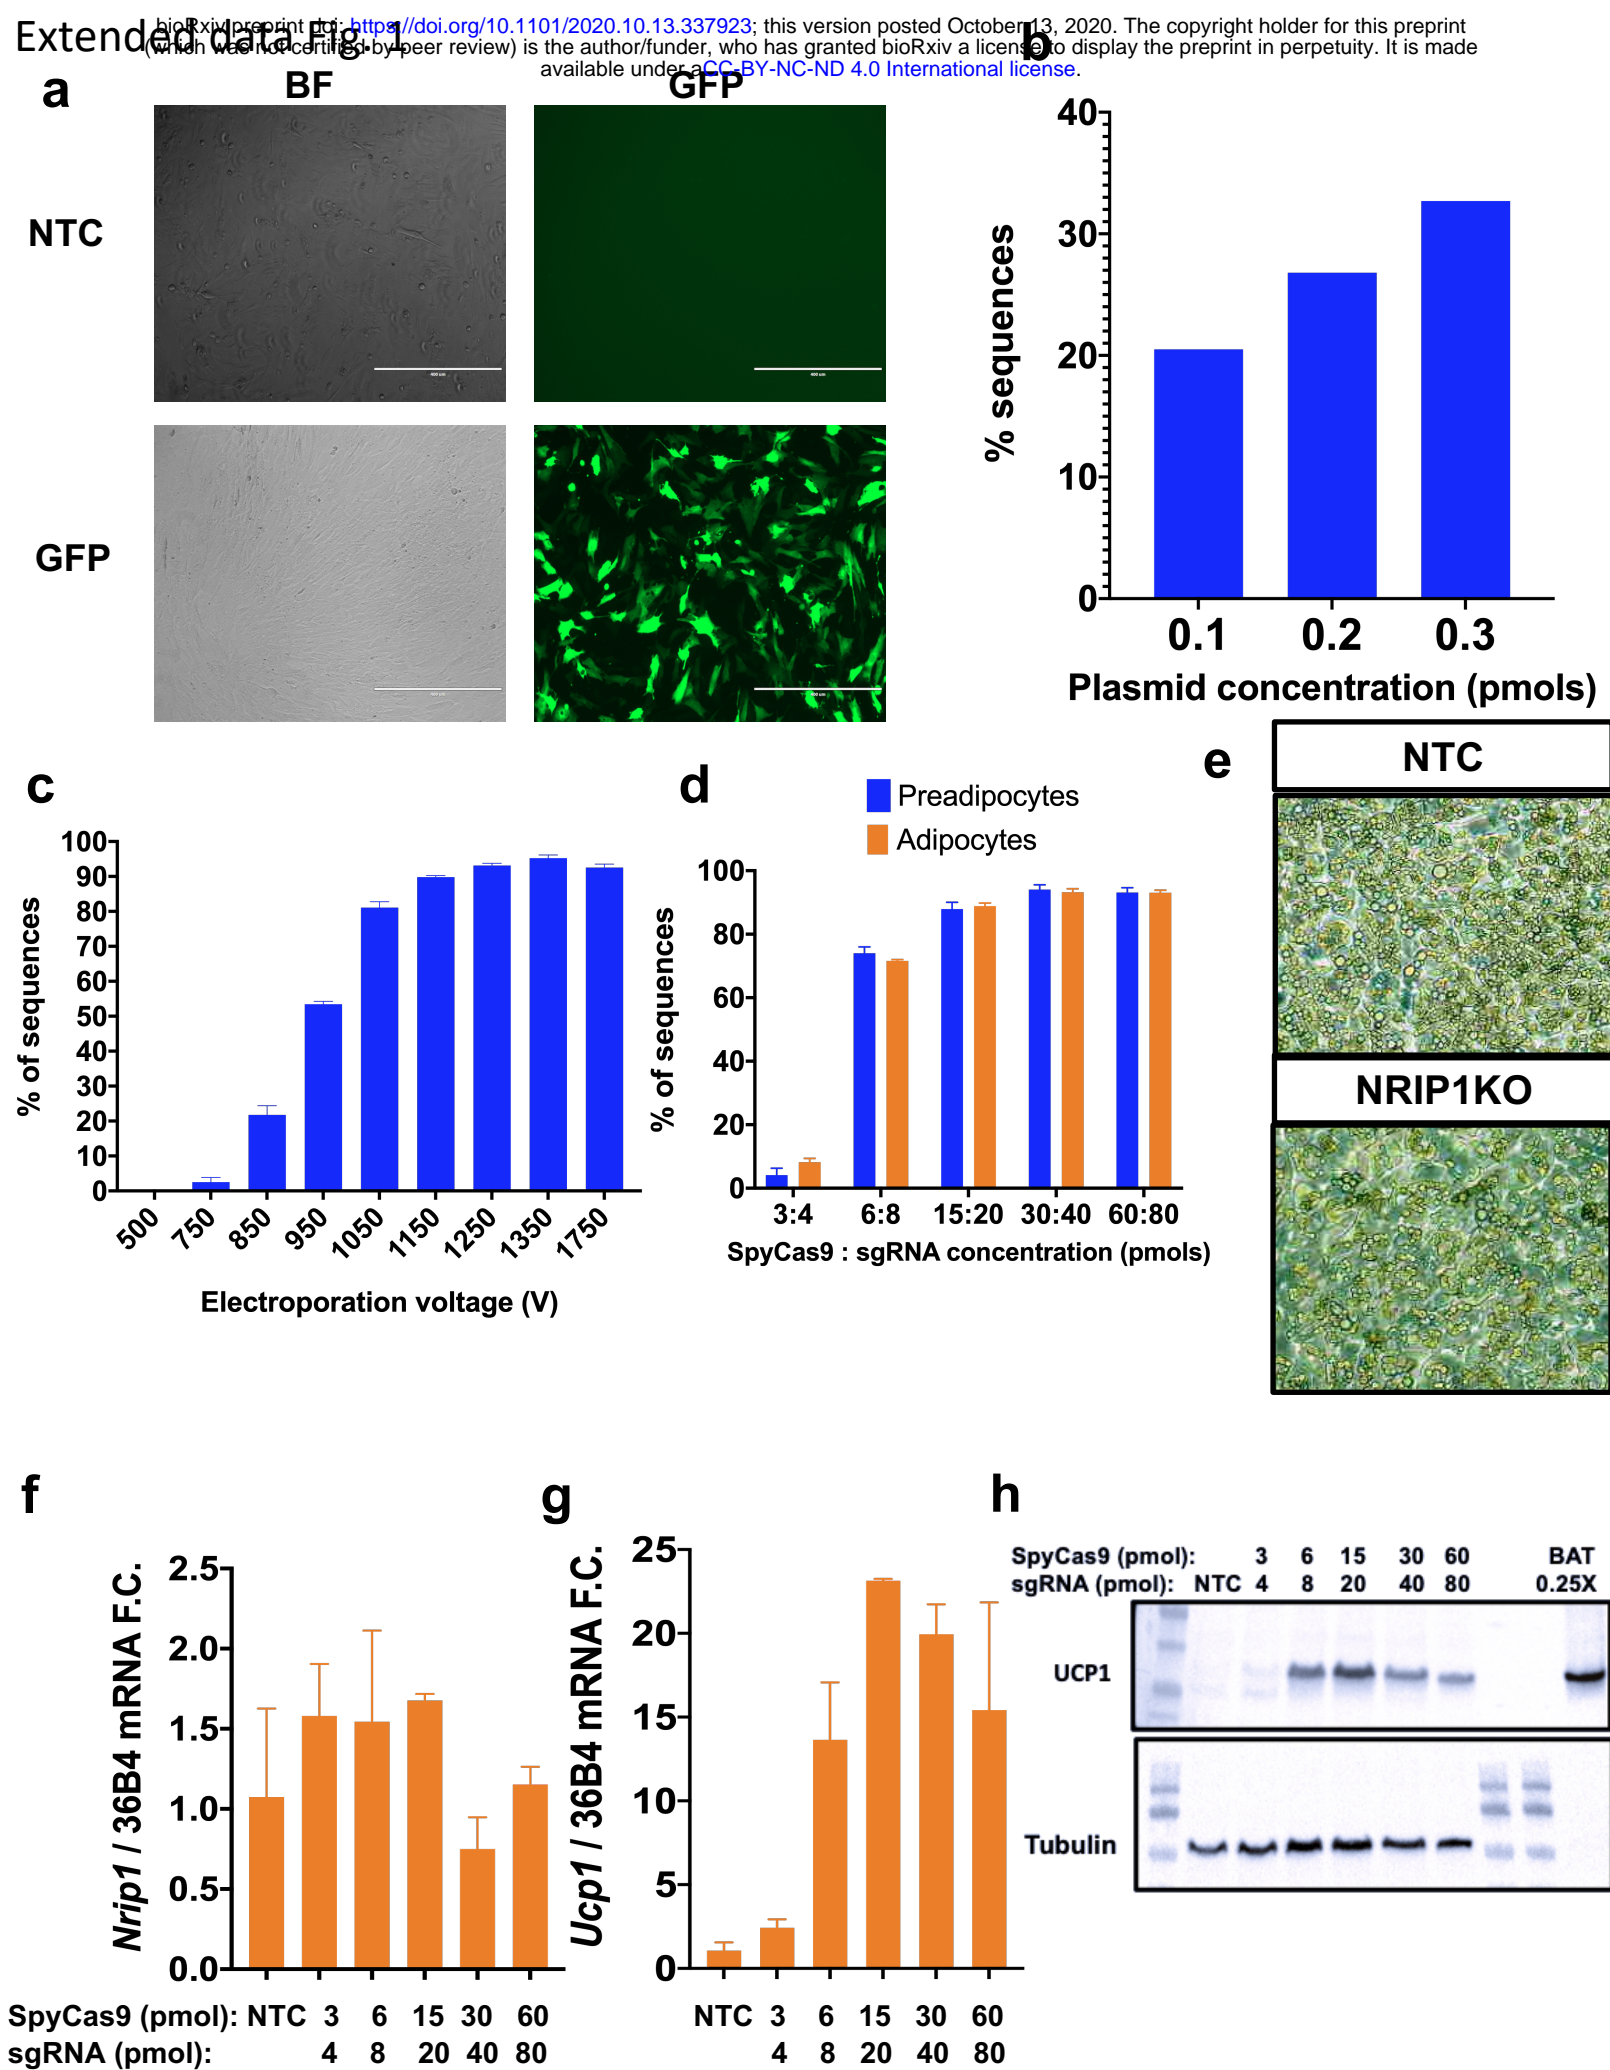 bioRxiv preprint doi: https://doi.org/10.1101/2020.10.13.337923; this version posted October 13, 2020. The copyright holder for this preprint
(which was not certified by peer review) is the author/funder, who has granted bioRxiv a license to display the preprint in perpetuity. It is made
available under aCC-BY-NC-ND 4.0 International license.
Extended data Fig. 1
a
BF
GFP
NTC
400 um
400 um
GFP
400 um
400 um
b
% sequences
40
30
20
10
0
0.1 0.2 0.3
Plasmid concentration (pmols)
c
% of sequences
100
90
80
70
60
50
40
30
20
10
0
500 750 850 950 1050 1150 1250 1350 1750
Electroporation voltage (V)
d
Preadipocytes
Adipocytes
% of sequences
100
80
60
40
20
0
3:4 6:8 15:20 30:40 60:80
SpyCas9 : sgRNA concentration (pmols)
e
NTC
NRIP1KO
f
Nrip1 / 36B4 mRNA F.C.
2.5
2.0
1.5
1.0
0.5
0.0
SpyCas9 (pmol): NTC 3 6 15 30 60
sgRNA (pmol): 4 8 20 40 80
g
Ucp1 / 36B4 mRNA F.C.
25
20
15
10
5
0
NTC 3 6 15 30 60
4 8 20 40 80
h
SpyCas9 (pmol): 3 6 15 30 60 BAT
sgRNA (pmol): NTC 4 8 20 40 80 0.25X
UCP1
Tubulin